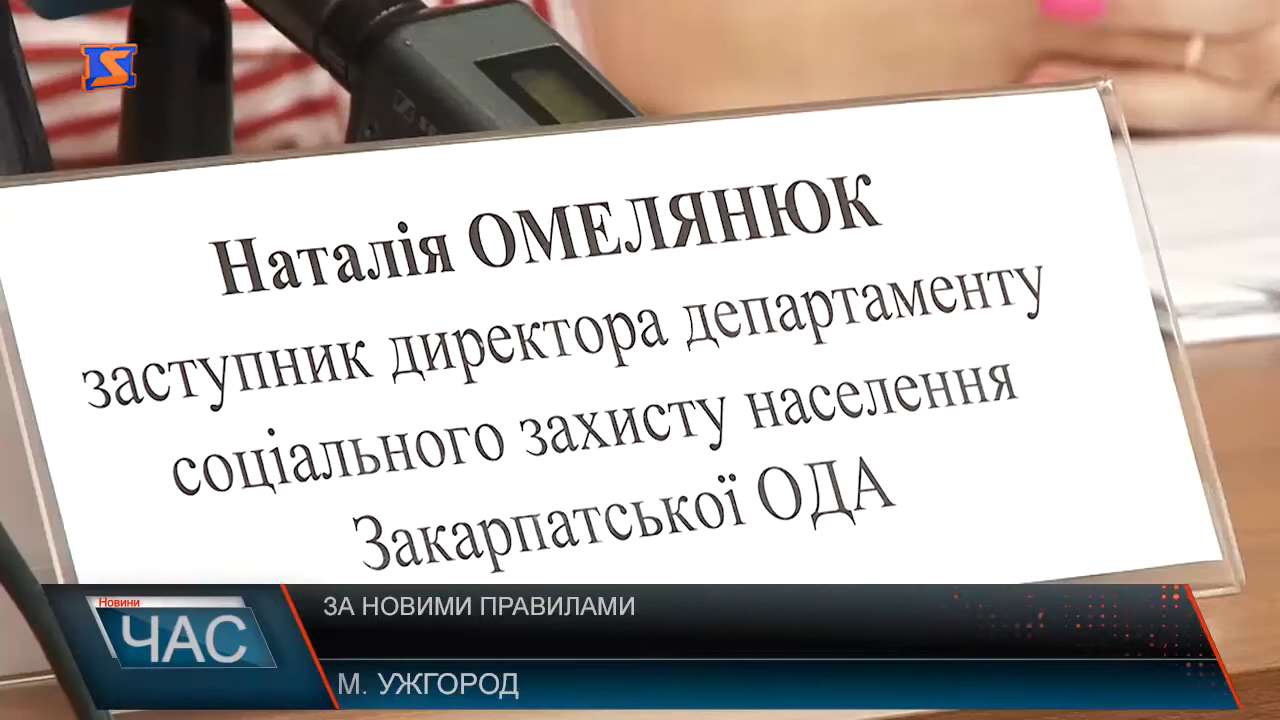 Наталія ОМЕЛЯНЮК
заступник директора департаменту
соціального захисту населення
Закарпатської ОДА
Новини
ЧАС
ЗА НОВИМИ ПРАВИЛАМИ
М. УЖГОРОД